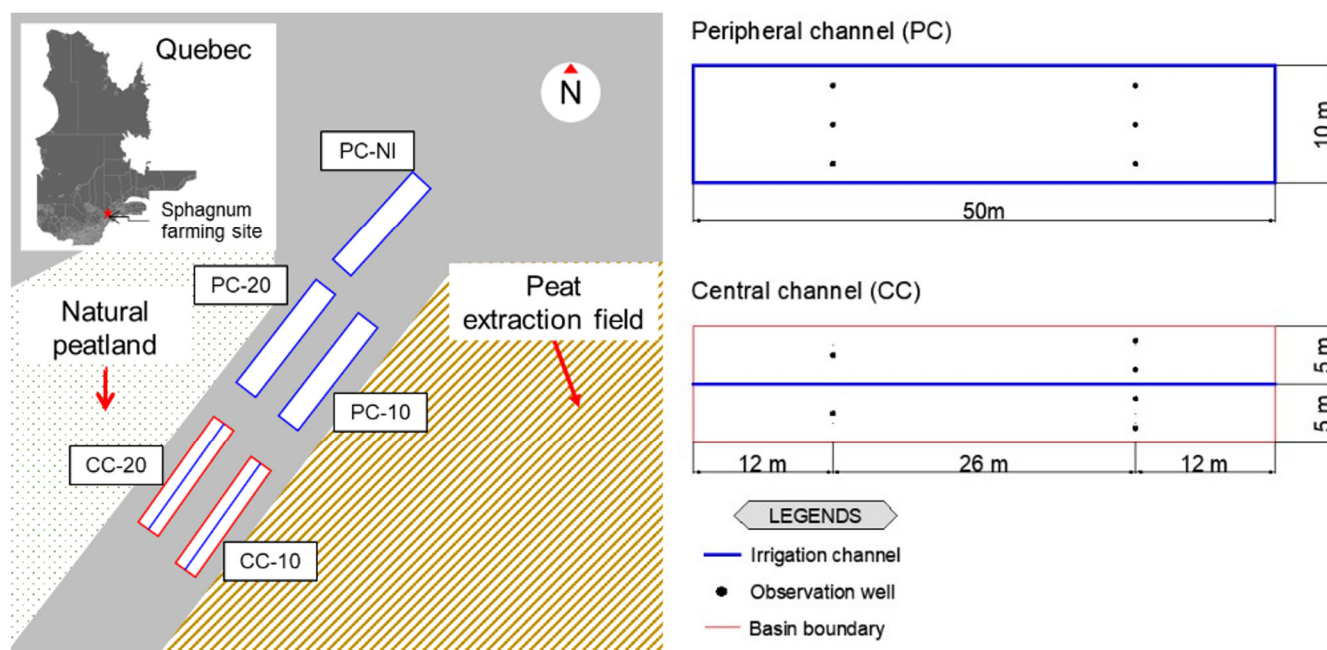 Quebec
Sphagnum
farming site
N
PC-NI
PC-20
Natural
peatland
Peat
extraction field
PC-10
CC-20
CC-10
Peripheral channel (PC)
10 m
50m
Central channel (CC)
5 m
5 m
12 m
26 m
12 m
LEGENDS
Irrigation channel
Observation well
Basin boundary